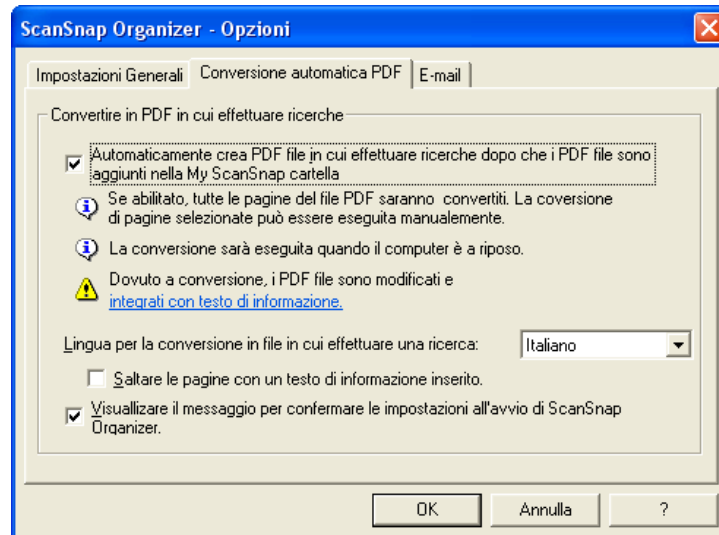 ScanSnap Organizer - Opzioni
Impostazioni Generali Conversione automatica PDF E-mail
Convertire in PDF in cui effettuare ricerche
Automaticamente crea PDF file in cui effettuare ricerche dopo che i PDF file sono
aggiunti nella My ScanSnap cartella
Se abilitato, tutte le pagine del file PDF saranno convertiti. La coversione
di pagine selezionate può essere eseguita manualemente.
La conversione sarà eseguita quando il computer è a riposo.
Dovuto a conversione, i PDF file sono modificati e
integrati con testo di informazione.
Lingua per la conversione in file in cui effettuare una ricerca: Italiano
Saltare le pagine con un testo di informazione inserito.
Visualizzare il messaggio per confermare le impostazioni all'avvio di ScanSnap
Organizer.
OK Annulla ?